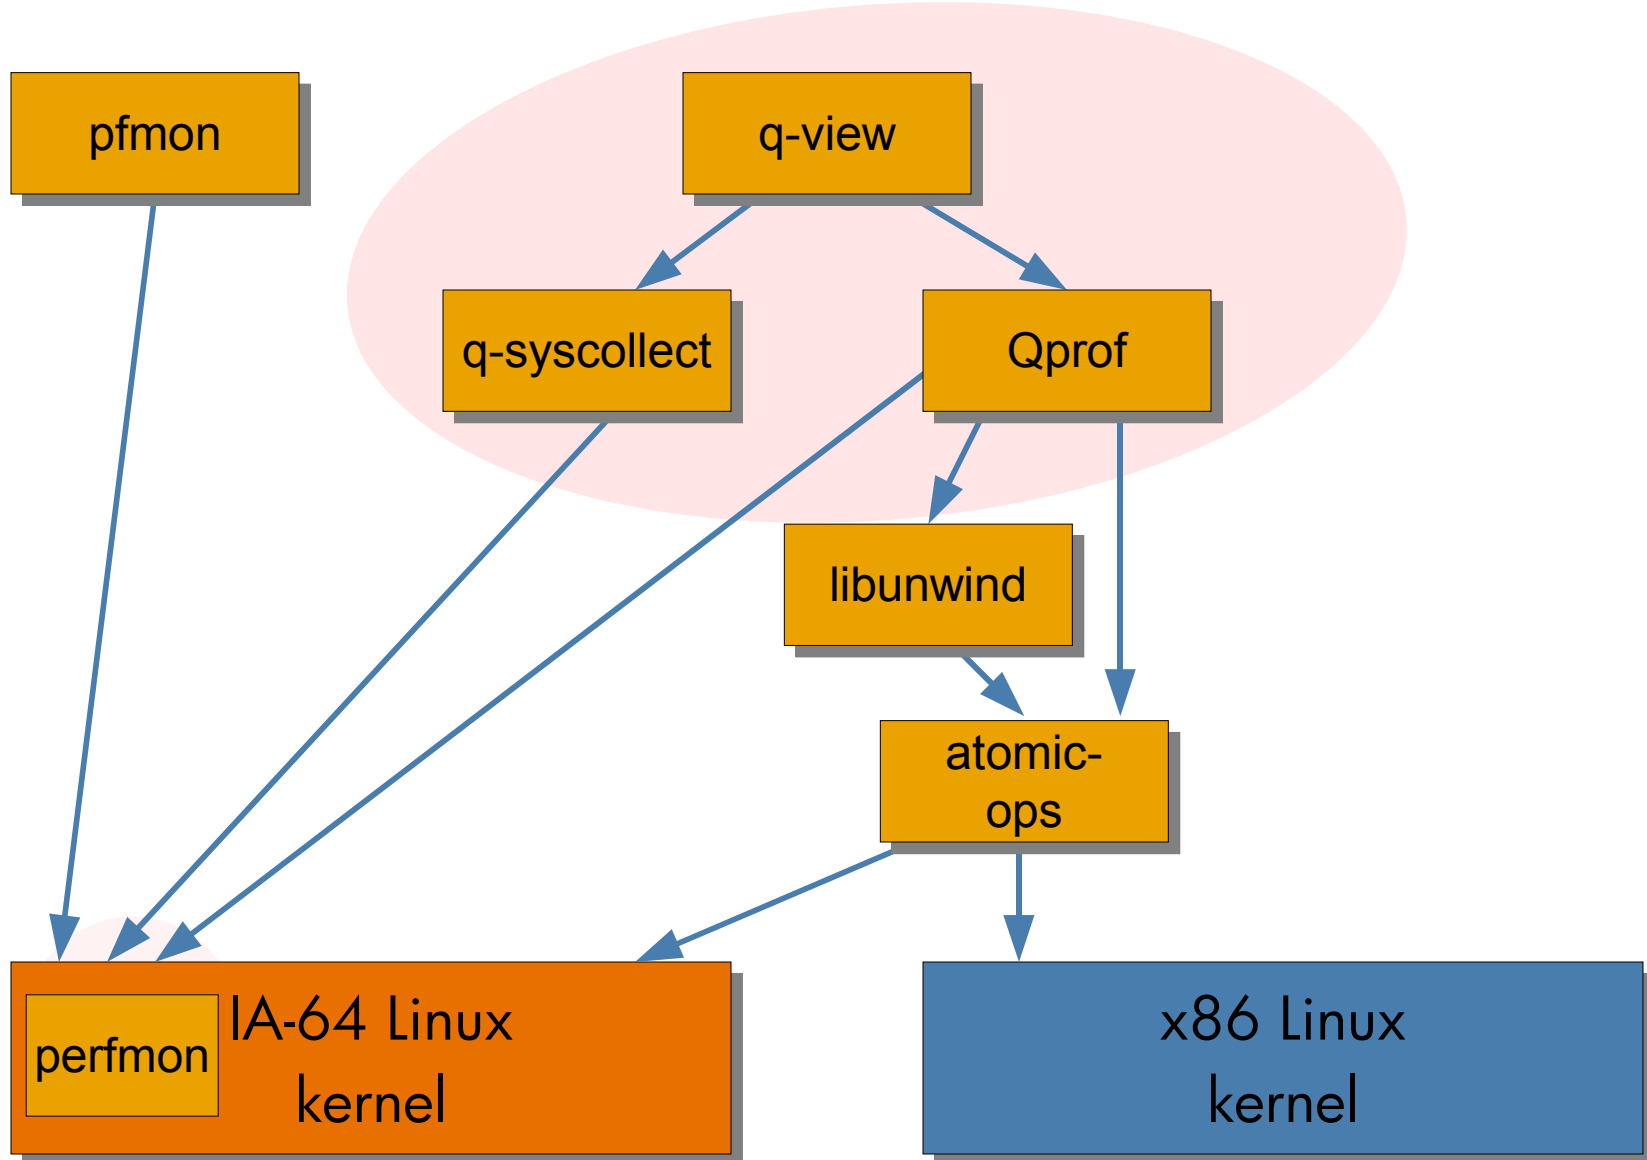 pfmon
q-view
q-syscollect
Qprof
libunwind
atomic-
ops
IA-64 Linux
kernel
perfmon
x86 Linux
kernel